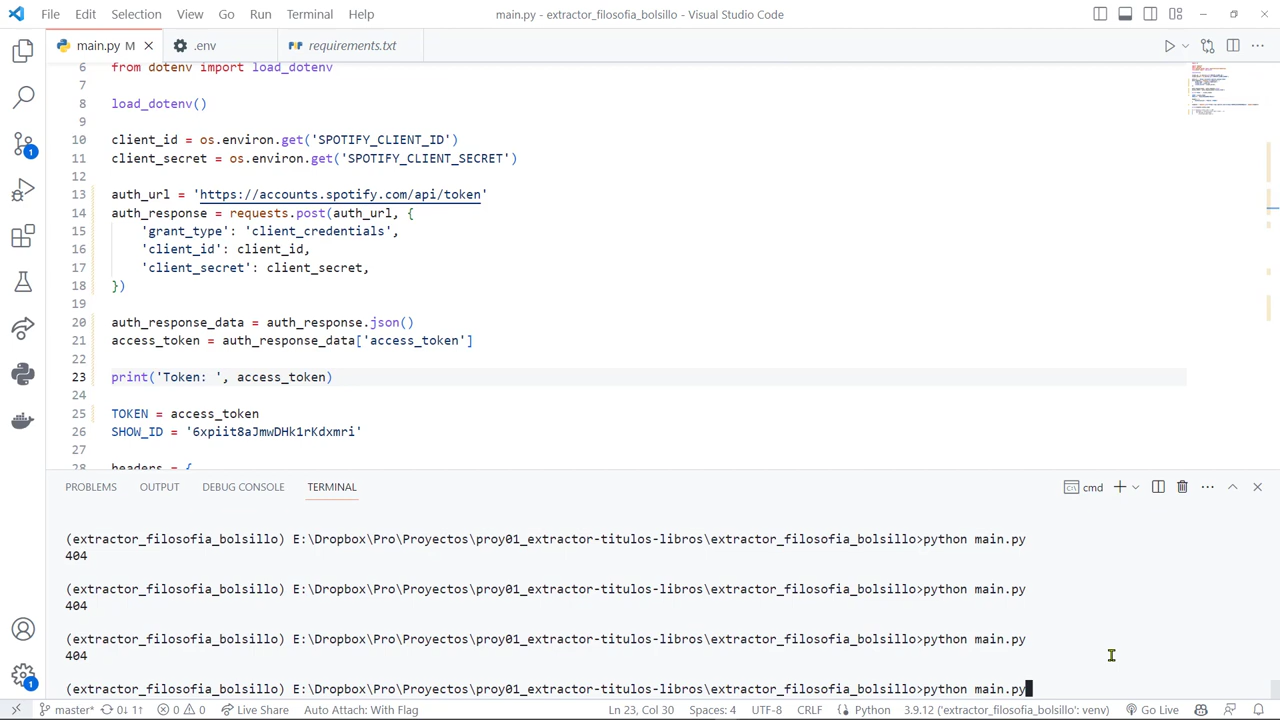 File Edit Selection View Go Run Terminal Help main.py - extractor_filosofia_bolsillo - Visual Studio Code
main.py M .env requirements.txt
6 from dotenv import load_dotenv
7
8 load_dotenv()
9
10 client_id = os.environ.get('SPOTIFY_CLIENT_ID')
11 client_secret = os.environ.get('SPOTIFY_CLIENT_SECRET')
12
13 auth_url = 'https://accounts.spotify.com/api/token'
14 auth_response = requests.post(auth_url, {
15 'grant_type': 'client_credentials',
16 'client_id': client_id,
17 'client_secret': client_secret,
18 })
19
20 auth_response_data = auth_response.json()
21 access_token = auth_response_data['access_token']
22
23 print('Token: ', access_token)
24
25 TOKEN = access_token
26 SHOW_ID = '6xpiit8aJmwDHk1rKdxmri'
27
28 headers = {
PROBLEMS OUTPUT DEBUG CONSOLE TERMINAL cmd
(extractor_filosofia_bolsillo) E:\Dropbox\Pro\Proyectos\proy01_extractor-titulos-libros\extractor_filosofia_bolsillo>python main.py
404
(extractor_filosofia_bolsillo) E:\Dropbox\Pro\Proyectos\proy01_extractor-titulos-libros\extractor_filosofia_bolsillo>python main.py
404
(extractor_filosofia_bolsillo) E:\Dropbox\Pro\Proyectos\proy01_extractor-titulos-libros\extractor_filosofia_bolsillo>python main.py
404
(extractor_filosofia_bolsillo) E:\Dropbox\Pro\Proyectos\proy01_extractor-titulos-libros\extractor_filosofia_bolsillo>python main.py
master* 0↓ 1↑ 0 0 Live Share Auto Attach: With Flag Ln 23, Col 30 Spaces: 4 UTF-8 CRLF Python 3.9.12 ('extractor_filosofia_bolsillo': venv) Go Live